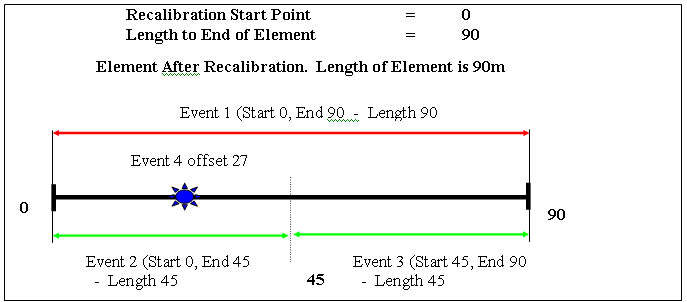 Recalibration Start Point = 0
Length to End of Element = 90
Element After Recalibration. Length of Element is 90m
Event 1 (Start 0, End 90 - Length 90
Event 4 offset 27
0
90
Event 2 (Start 0, End 45
- Length 45
45
Event 3 (Start 45, End 90
- Length 45